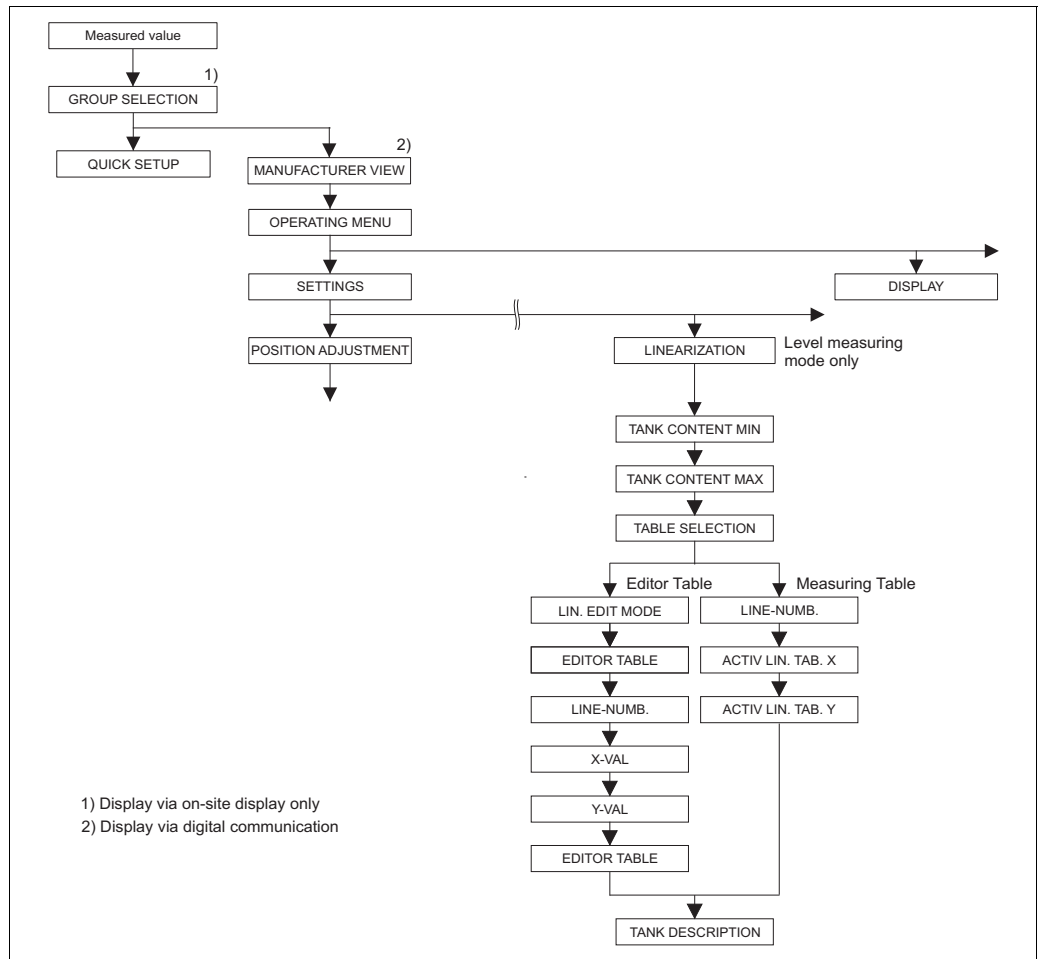 Measured value
1)
GROUP SELECTION
2)
QUICK SETUP
MANUFACTURER VIEW
OPERATING MENU
SETTINGS
DISPLAY
POSITION ADJUSTMENT
LINEARIZATION
Level measuring
mode only
TANK CONTENT MIN
TANK CONTENT MAX
TABLE SELECTION
Editor Table
Measuring Table
LIN. EDIT MODE
LINE-NUMB.
EDITOR TABLE
ACTIV LIN. TAB. X
LINE-NUMB.
ACTIV LIN. TAB. Y
X-VAL
Y-VAL
EDITOR TABLE
TANK DESCRIPTION
1) Display via on-site display only
2) Display via digital communication